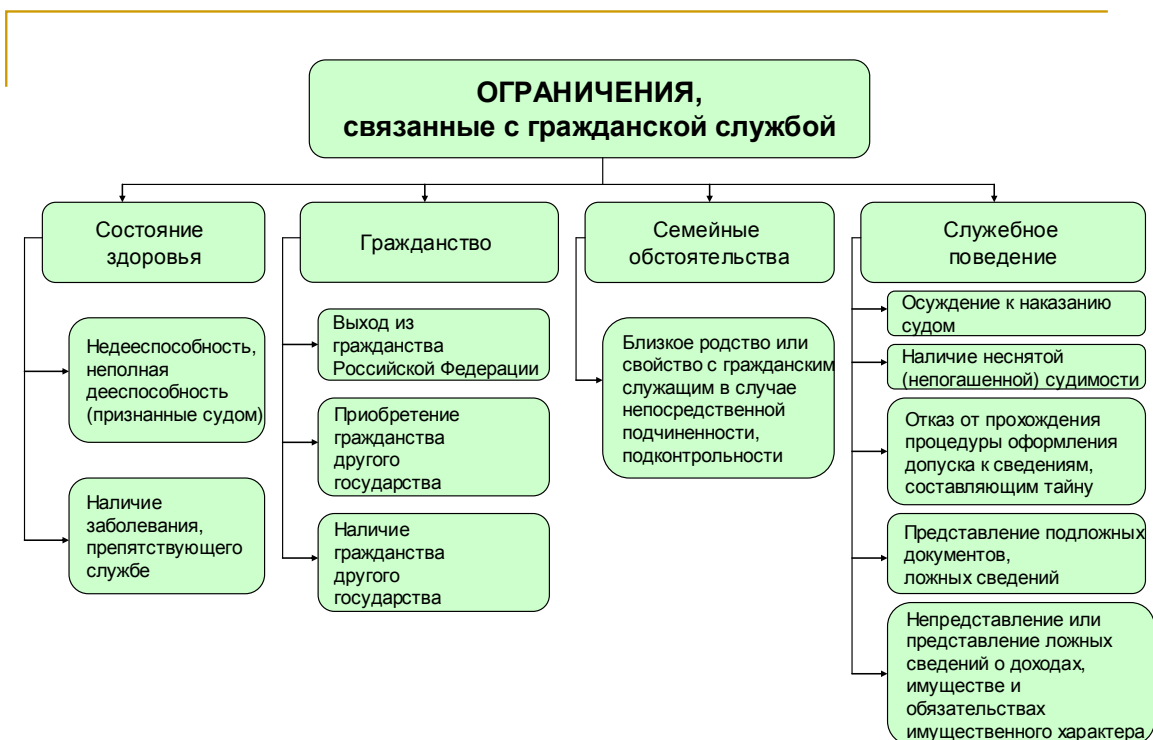 ОГРАНИЧЕНИЯ,
связанные с гражданской службой
Состояние
здоровья
Недееспособность,
неполная
дееспособность
(признанные судом)
Наличие
заболевания,
препятствующего
службе
Гражданство
Выход из
гражданства
Российской Федерации
Приобретение
гражданства
другого
государства
Наличие
гражданства
другого
государства
Семейные
обстоятельства
Близкое родство или
свойство с гражданским
служащим в случае
непосредственной
подчиненности,
подконтрольности
Служебное
поведение
Осуждение к наказанию
судом
Наличие неснятой
(непогашенной) судимости
Отказ от прохождения
процедуры оформления
допуска к сведениям,
составляющим тайну
Представление подложных
документов,
ложных сведений
Непредставление или
представление ложных
сведений о доходах,
имуществе и
обязательствах
имущественного характера